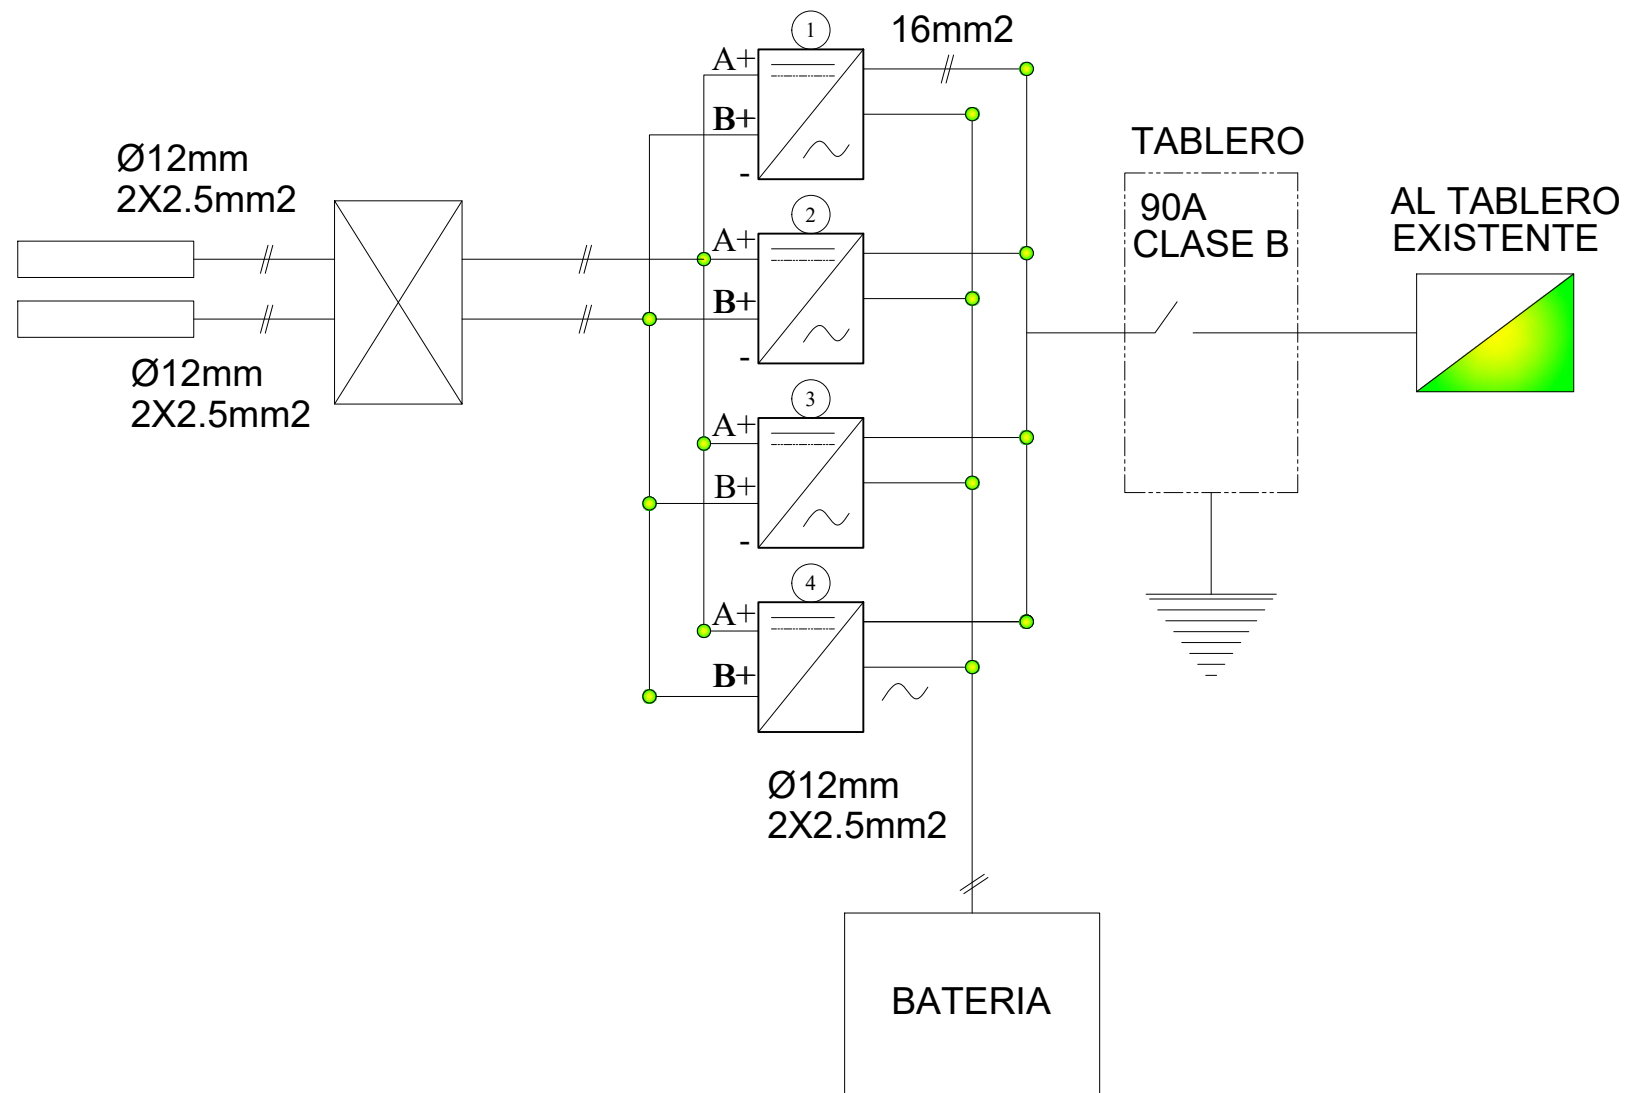 1
16mm2
A+
B+
-
Ø12mm
2X2.5mm2
TABLERO
90A
CLASE B
AL TABLERO
EXISTENTE
2
A+
B+
-
Ø12mm
2X2.5mm2
3
A+
B+
-
4
A+
B+
Ø12mm
2X2.5mm2
BATERIA